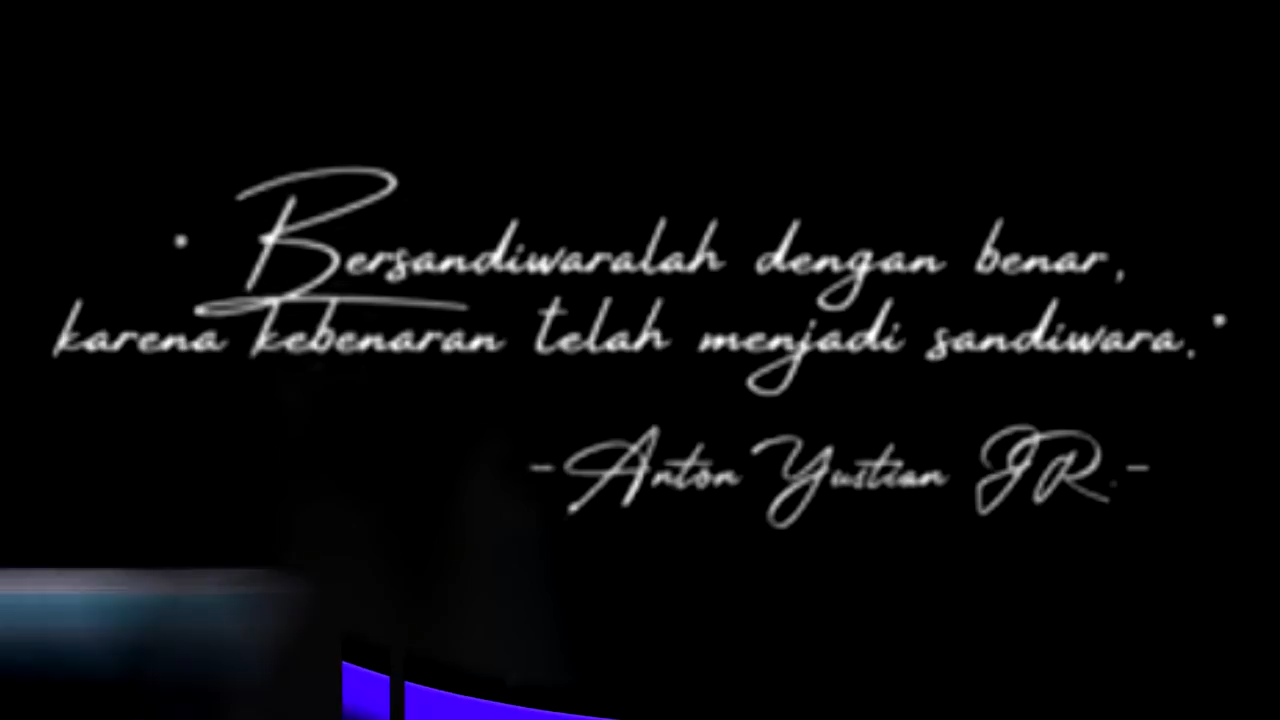 " Bersandiwaralah dengan benar,
karena kebenaran telah menjadi sandiwara."
-Anton Yustian JR.-